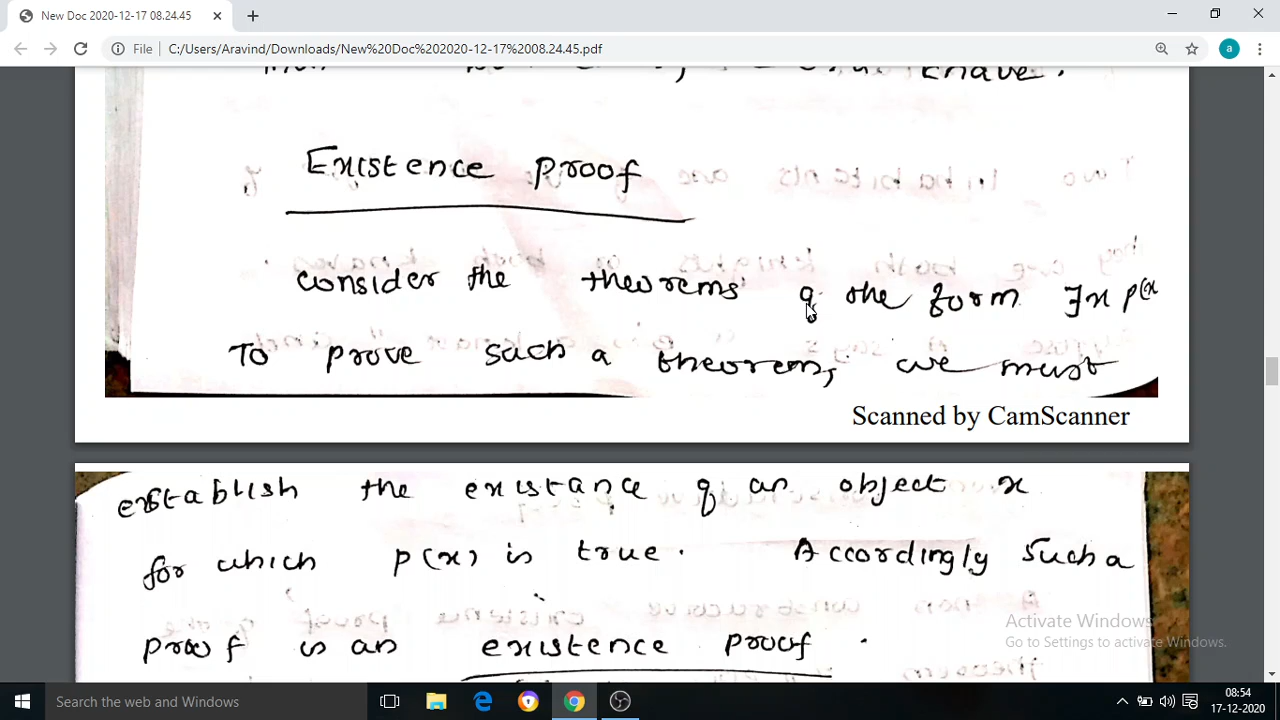 New Doc 2020-12-17 08.24.45
File C:/Users/Aravind/Downloads/New%20Doc%202020-12-17%2008.24.45.pdf
a
knave.
Existence proof
consider the theorems of the form ∃x p(x
To prove such a theorem, we must
Scanned by CamScanner
establish the existance of an object x
for which p(x) is true. Accordingly such a
proof is an existence proof.
Activate Windows
Go to Settings to activate Windows.
Search the web and Windows
08:54
17-12-2020